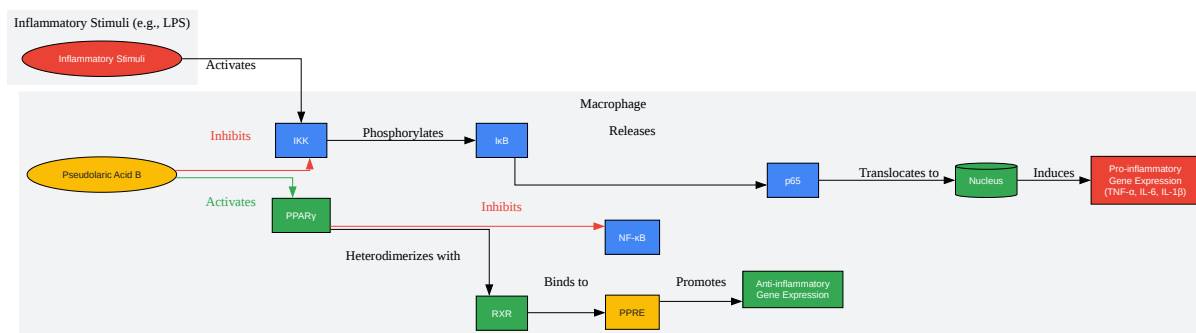 Inflammatory Stimuli (e.g., LPS)
Inflammatory Stimuli
Activates
Macrophage
Inhibits
IKK
Phosphorylates
IκB
Releases
Pseudolaric Acid B
p65
Translocates to
Nucleus
Induces
Pro-inflammatory
Gene Expression
(TNF-α, IL-6, IL-1β)
Activates
PPARγ
Inhibits
NF-κB
Heterodimerizes with
RXR
Binds to
PPRE
Promotes
Anti-inflammatory
Gene Expression